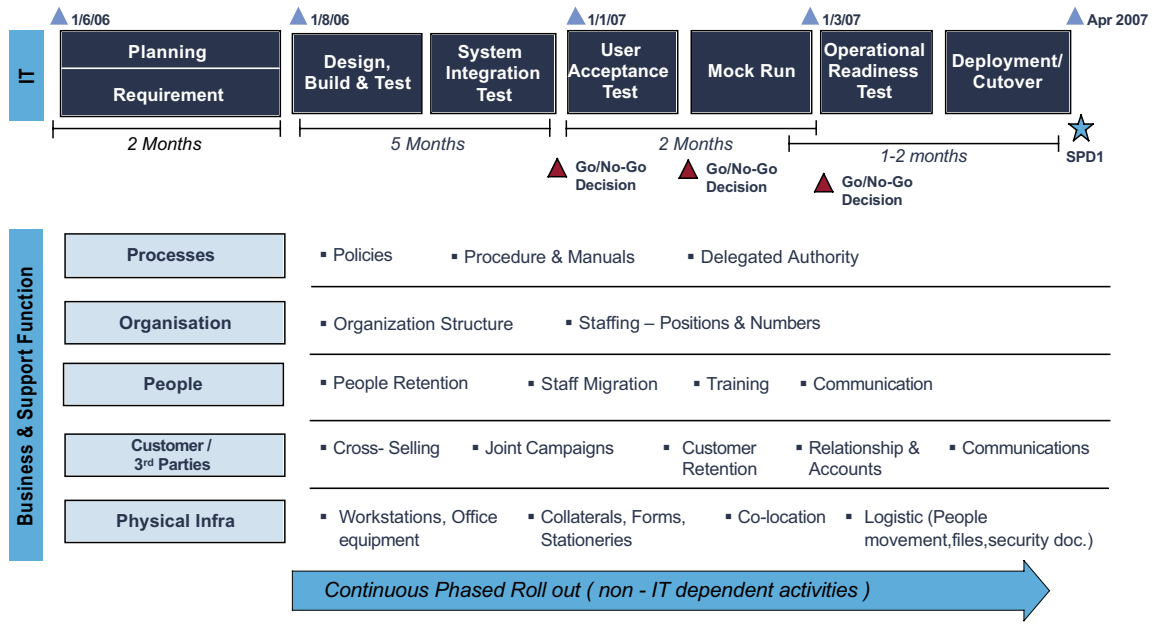 1/6/06
1/8/06
1/1/07
1/3/07
Apr 2007
IT
Planning
Requirement
Design,
Build & Test
System
Integration
Test
User
Acceptance
Test
Mock Run
Operational
Readiness
Test
Deployment/
Cutover
2 Months
5 Months
2 Months
1-2 months
SPD1
Go/No-Go
Decision
Go/No-Go
Decision
Go/No-Go
Decision
Business & Support Function
Processes
▪ Policies
▪ Procedure & Manuals
▪ Delegated Authority
Organisation
▪ Organization Structure
▪ Staffing – Positions & Numbers
People
▪ People Retention
▪ Staff Migration
▪ Training
▪ Communication
Customer /
3rd Parties
▪ Cross- Selling
▪ Joint Campaigns
▪ Customer
Retention
▪ Relationship &
Accounts
▪ Communications
Physical Infra
▪ Workstations, Office
equipment
▪ Collaterals, Forms,
Stationeries
▪ Co-location
▪ Logistic (People
movement,files,security doc.)
Continuous Phased Roll out ( non - IT dependent activities )